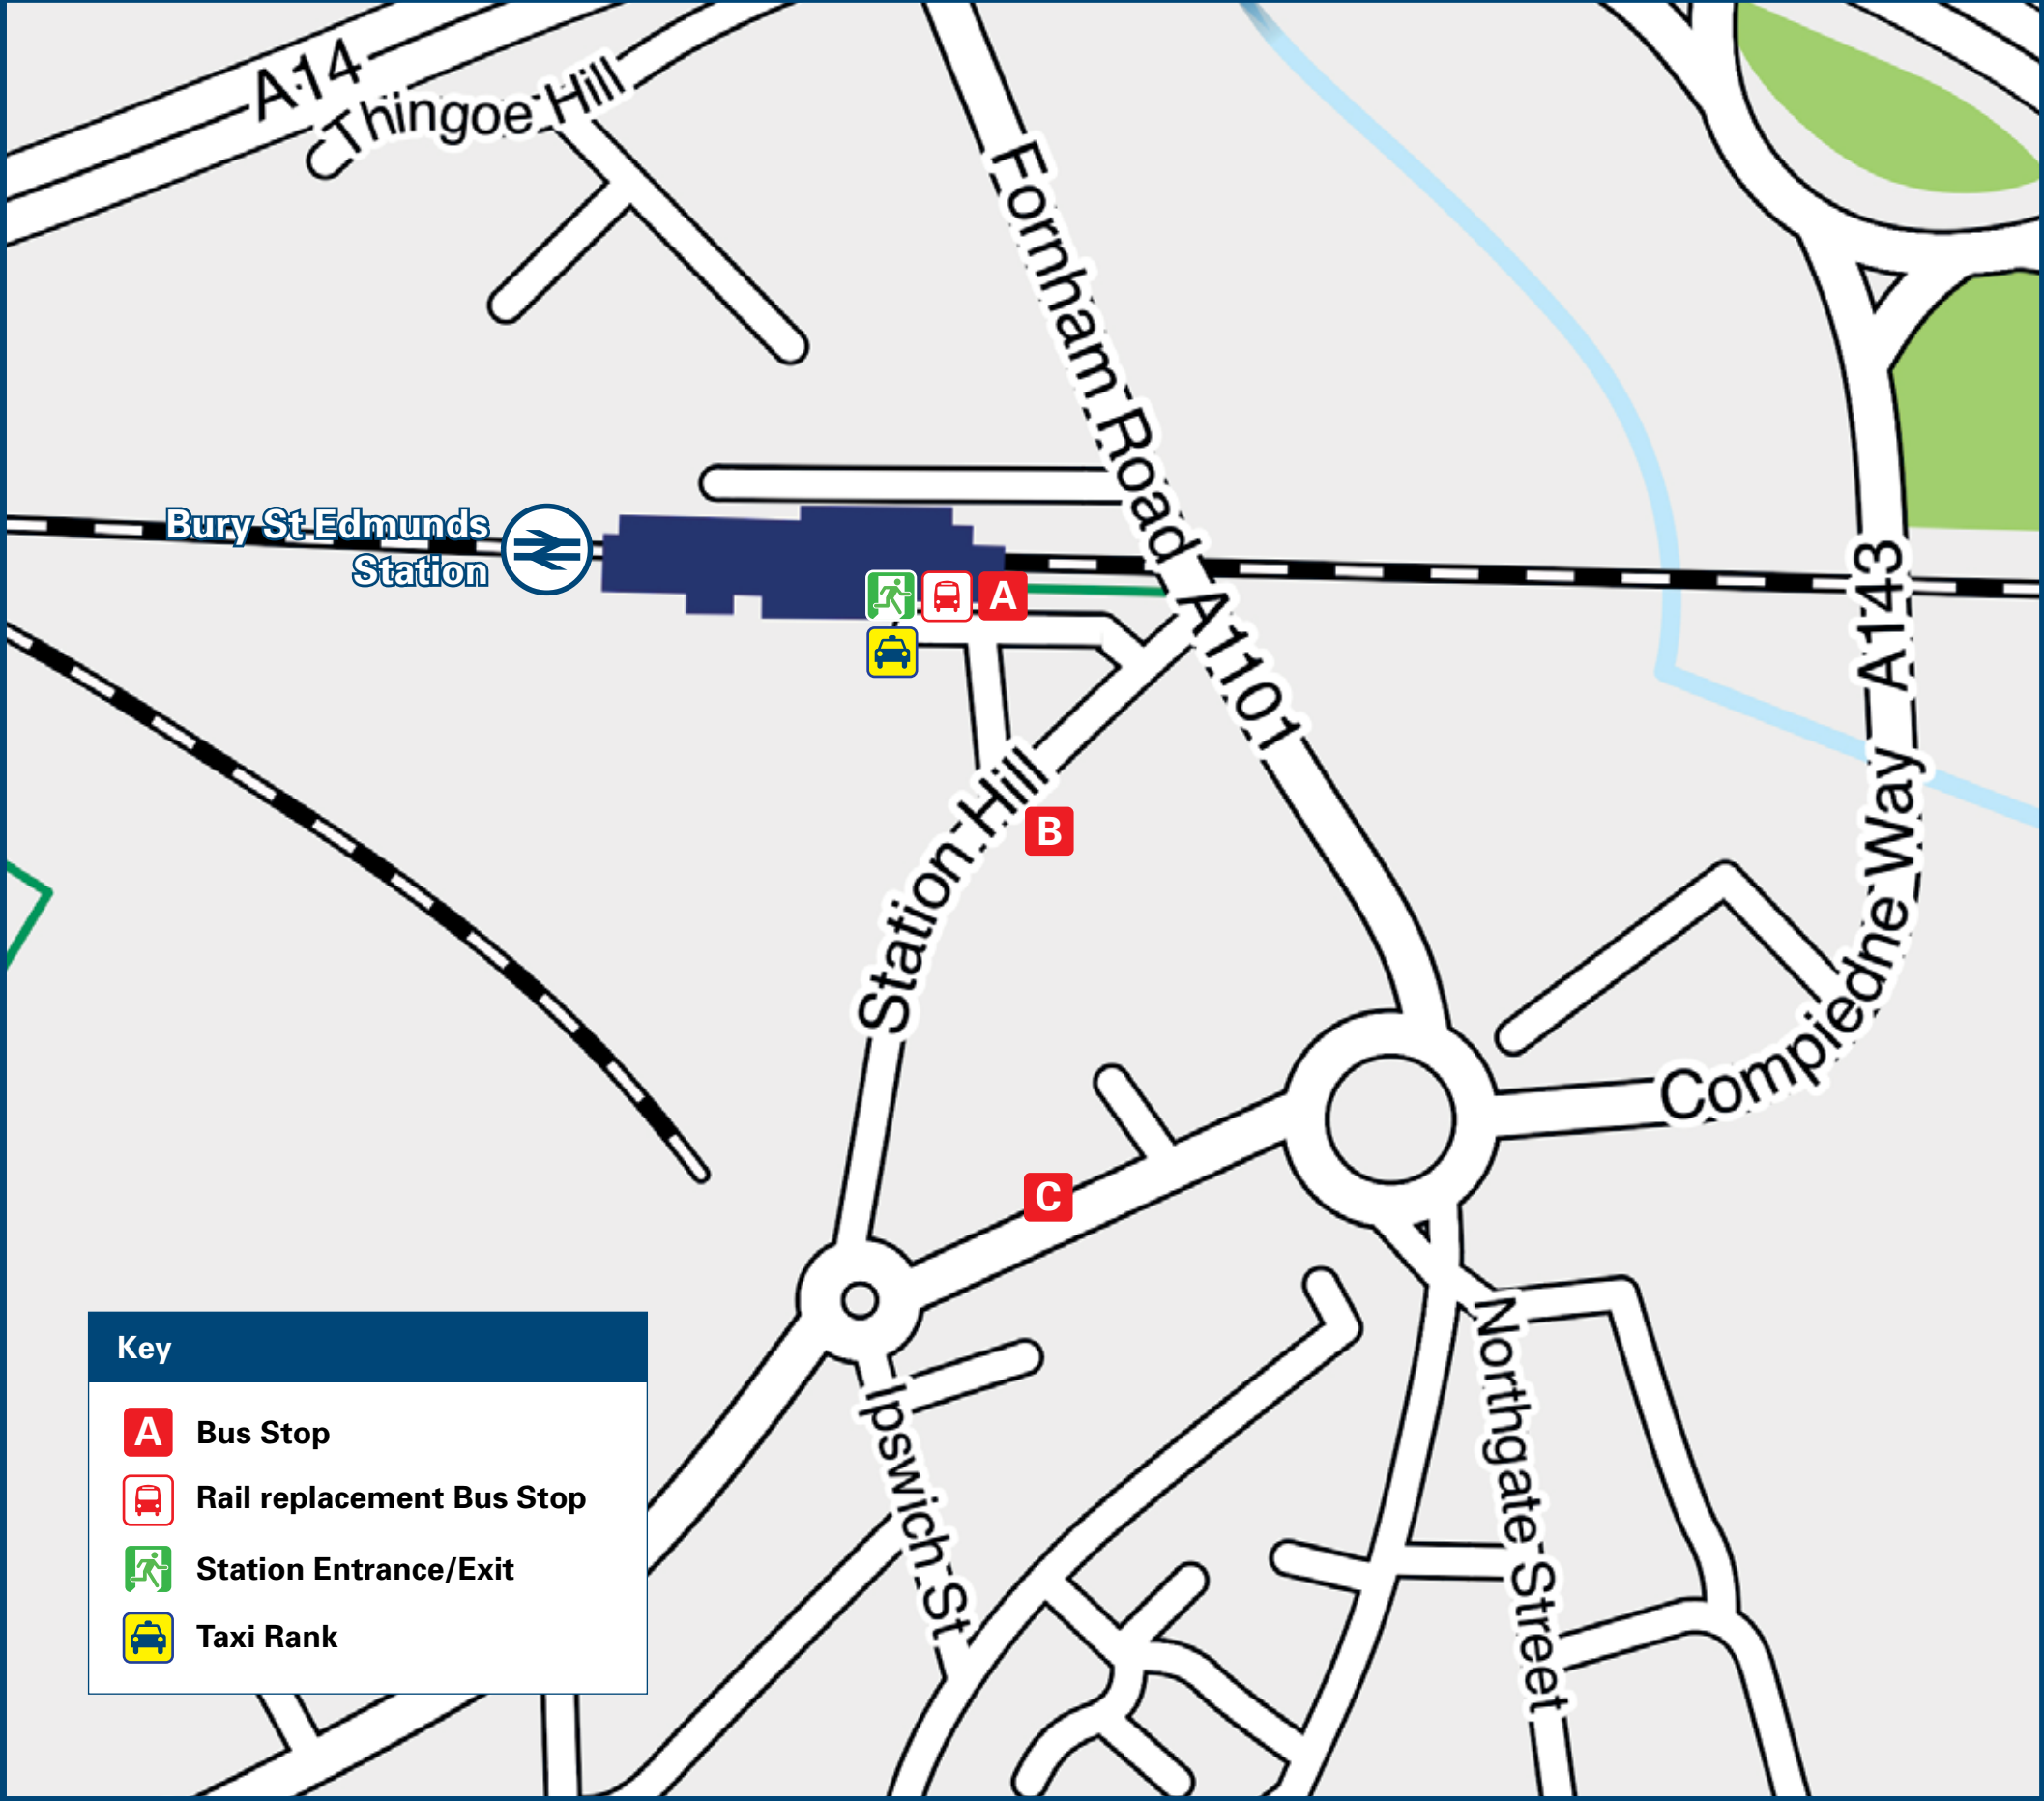 A14
Thingoe Hill
Fornham Road A1101
Bury St Edmunds
Station
A
Compiedne Way A143
Station Hill
B
C
Key
A Bus Stop
Rail replacement Bus Stop
Station Entrance/Exit
Taxi Rank
Ipswich St
Northgate Street